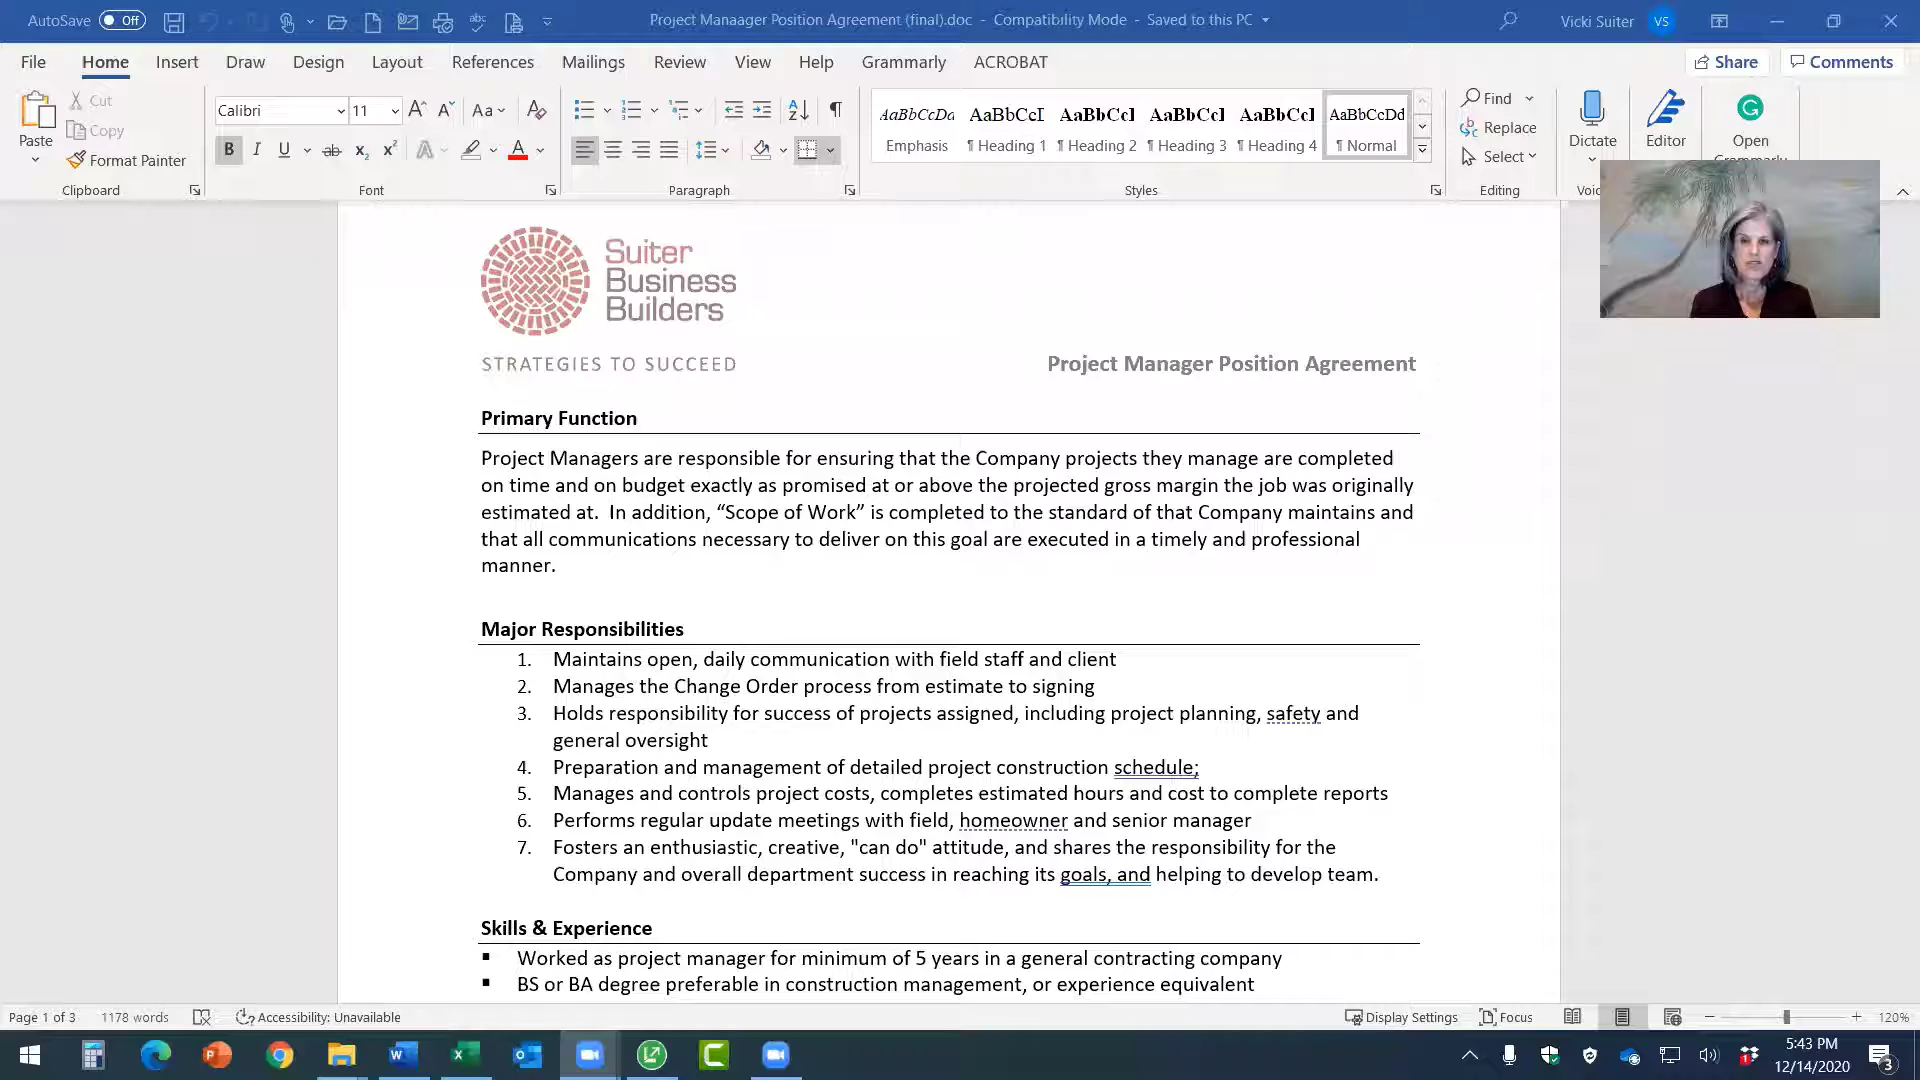 AutoSave Off
Project Manaager Position Agreement (final).doc - Compatibility Mode - Saved to this PC
Vicki Suiter VS
File Home Insert Draw Design Layout References Mailings Review View Help Grammarly ACROBAT
Share Comments
Paste
Cut
Copy
Format Painter
Clipboard
Calibri 11
Font
Paragraph
AaBbCcDd AaBbCcI AaBbCcI AaBbCcI AaBbCcI AaBbCcDd
Emphasis ¶ Heading 1 ¶ Heading 2 ¶ Heading 3 ¶ Heading 4 ¶ Normal
Styles
Find
Replace
Select
Editing
Dictate
Editor
Open
Grammarly
Suiter
Business
Builders
STRATEGIES TO SUCCEED
Project Manager Position Agreement
Primary Function
Project Managers are responsible for ensuring that the Company projects they manage are completed
on time and on budget exactly as promised at or above the projected gross margin the job was originally
estimated at. In addition, “Scope of Work” is completed to the standard of that Company maintains and
that all communications necessary to deliver on this goal are executed in a timely and professional
manner.
Major Responsibilities
1. Maintains open, daily communication with field staff and client
2. Manages the Change Order process from estimate to signing
3. Holds responsibility for success of projects assigned, including project planning, safety and
general oversight
4. Preparation and management of detailed project construction schedule;
5. Manages and controls project costs, completes estimated hours and cost to complete reports
6. Performs regular update meetings with field, homeowner and senior manager
7. Fosters an enthusiastic, creative, "can do" attitude, and shares the responsibility for the
Company and overall department success in reaching its goals, and helping to develop team.
Skills & Experience
▪ Worked as project manager for minimum of 5 years in a general contracting company
▪ BS or BA degree preferable in construction management, or experience equivalent
Page 1 of 3 1178 words Accessibility: Unavailable
Display Settings Focus 120%
5:43 PM
12/14/2020
3